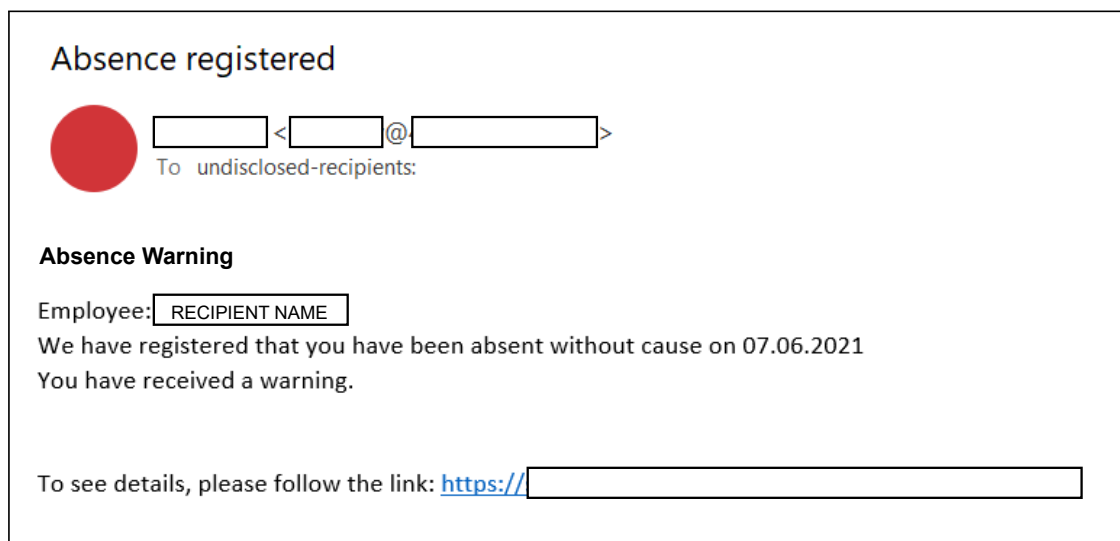 Absence registered
<@>
To undisclosed-recipients:
Absence Warning
Employee: RECIPIENT NAME
We have registered that you have been absent without cause on 07.06.2021
You have received a warning.
To see details, please follow the link: https://